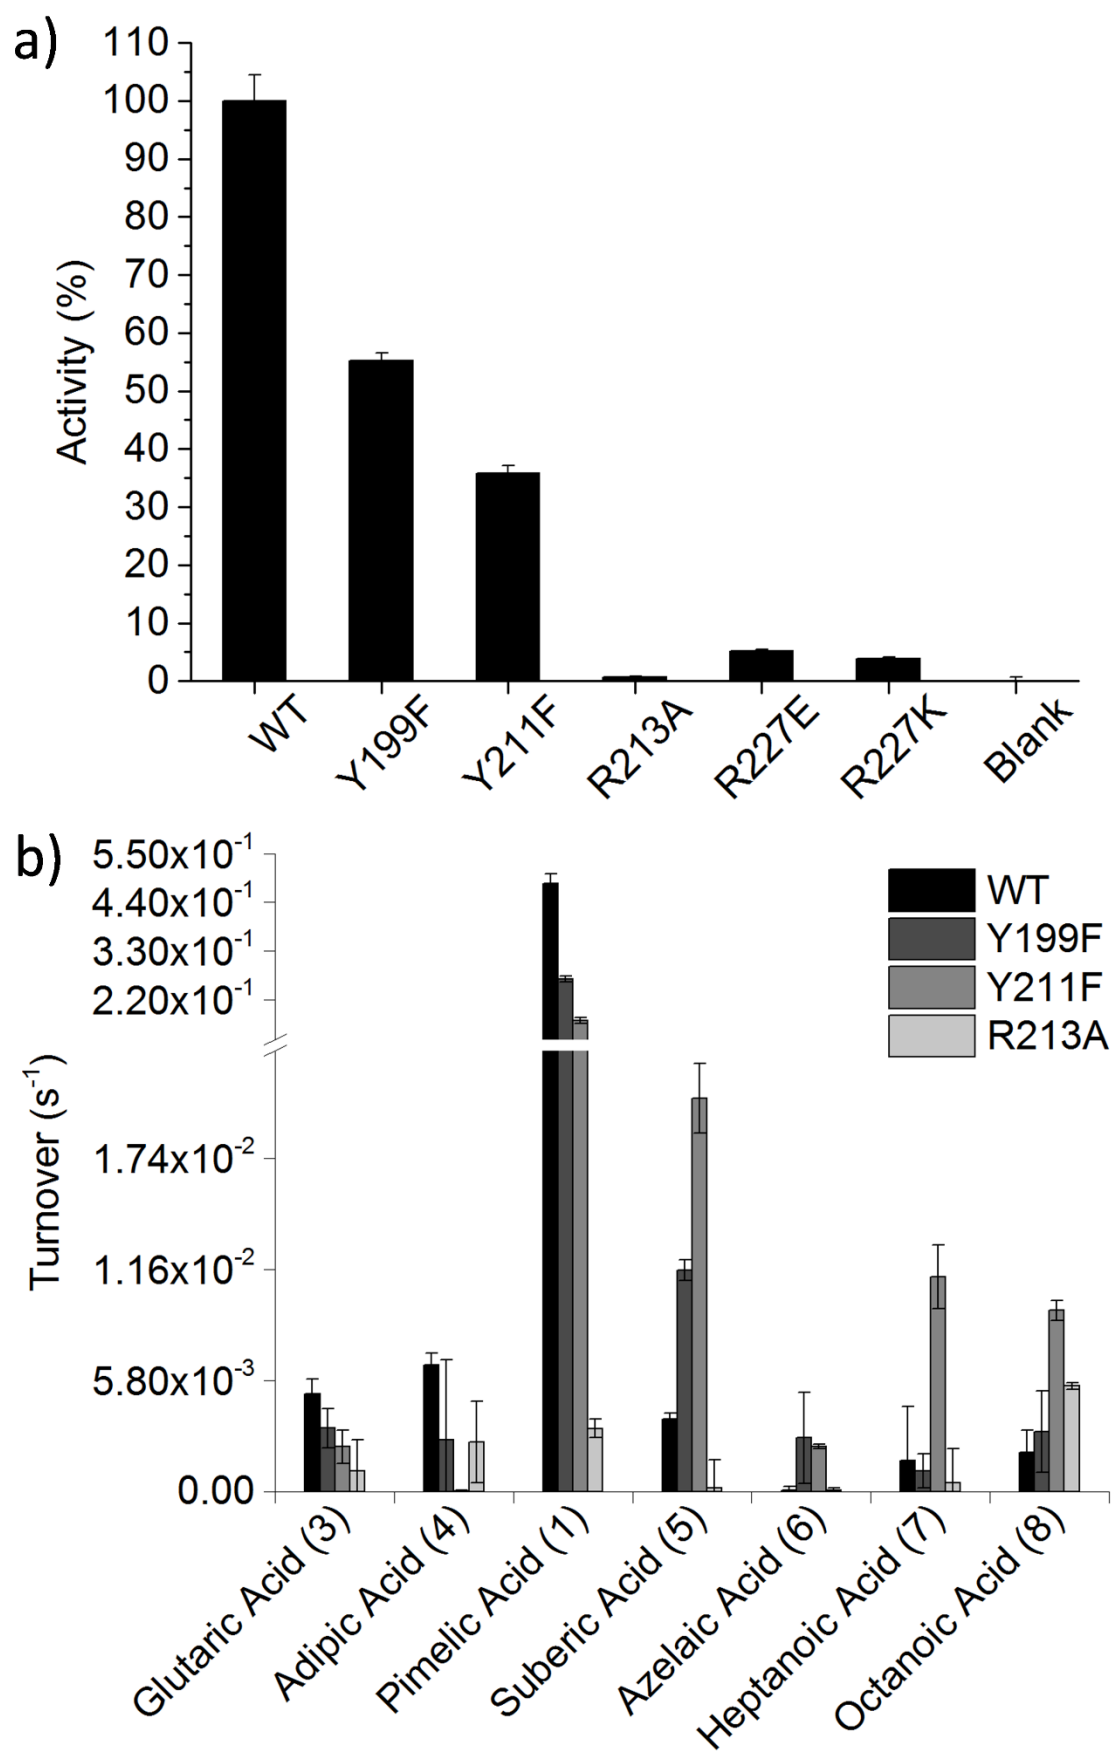 a)
110
100
90
80
70
60
50
40
30
20
10
0
Activity (%)
WT
Y199F
Y211F
R213A
R227E
R227K
Blank
b)
5.50x10⁻¹
4.40x10⁻¹
3.30x10⁻¹
2.20x10⁻¹
1.74x10⁻²
1.16x10⁻²
5.80x10⁻³
0.00
Turnover (s⁻¹)
WT
Y199F
Y211F
R213A
Glutaric Acid (3)
Adipic Acid (4)
Pimelic Acid (1)
Suberic Acid (5)
Azelaic Acid (6)
Heptanoic Acid (7)
Octanoic Acid (8)